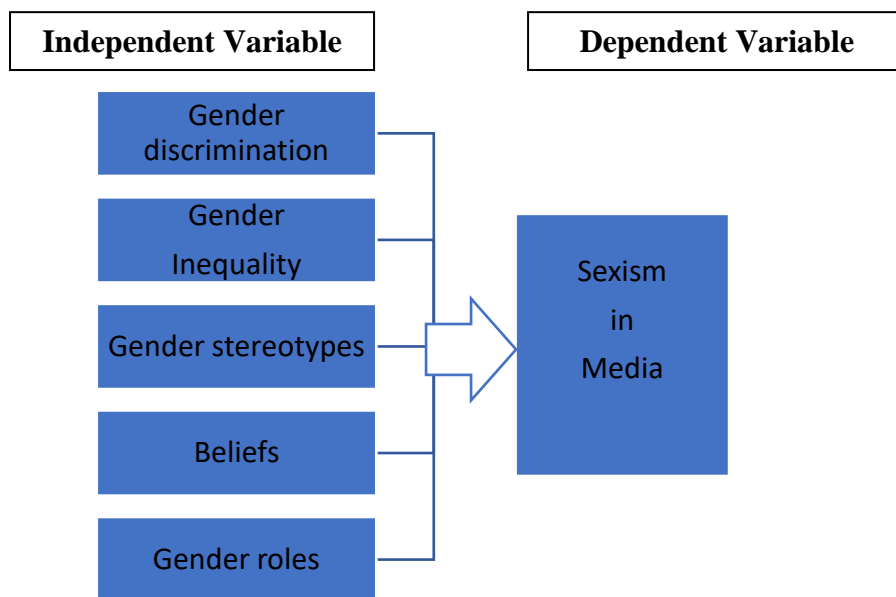 Independent Variable
Dependent Variable
Gender
discrimination
Gender
Inequality
Gender stereotypes
Beliefs
Gender roles
Sexism
in
Media